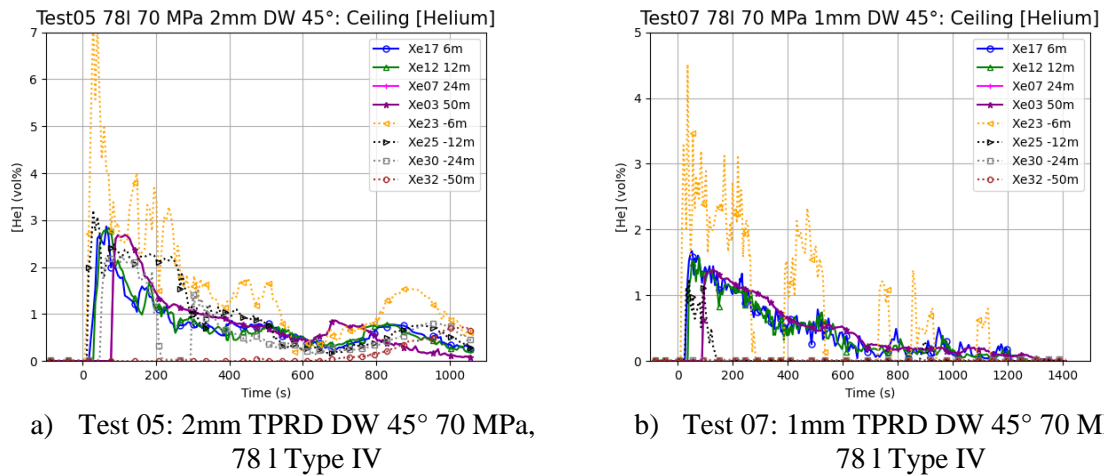 Test05 78l 70 MPa 2mm DW 45°: Ceiling [Helium]
7
6
5
4
3
2
1
0
[He] (vol%)
Xe17 6m
Xe12 12m
Xe07 24m
Xe03 50m
Xe23 -6m
Xe25 -12m
Xe30 -24m
Xe32 -50m
0 200 400 600 800 1000
Time (s)
a) Test 05: 2mm TPRD DW 45° 70 MPa,
78 l Type IV
Test07 78l 70 MPa 1mm DW 45°: Ceiling [Helium]
5
4
3
2
1
0
[He] (vol%)
Xe17 6m
Xe12 12m
Xe07 24m
Xe03 50m
Xe23 -6m
Xe25 -12m
Xe30 -24m
Xe32 -50m
0 200 400 600 800 1000 1200 1400
Time (s)
b) Test 07: 1mm TPRD DW 45° 70 M
78 l Type IV